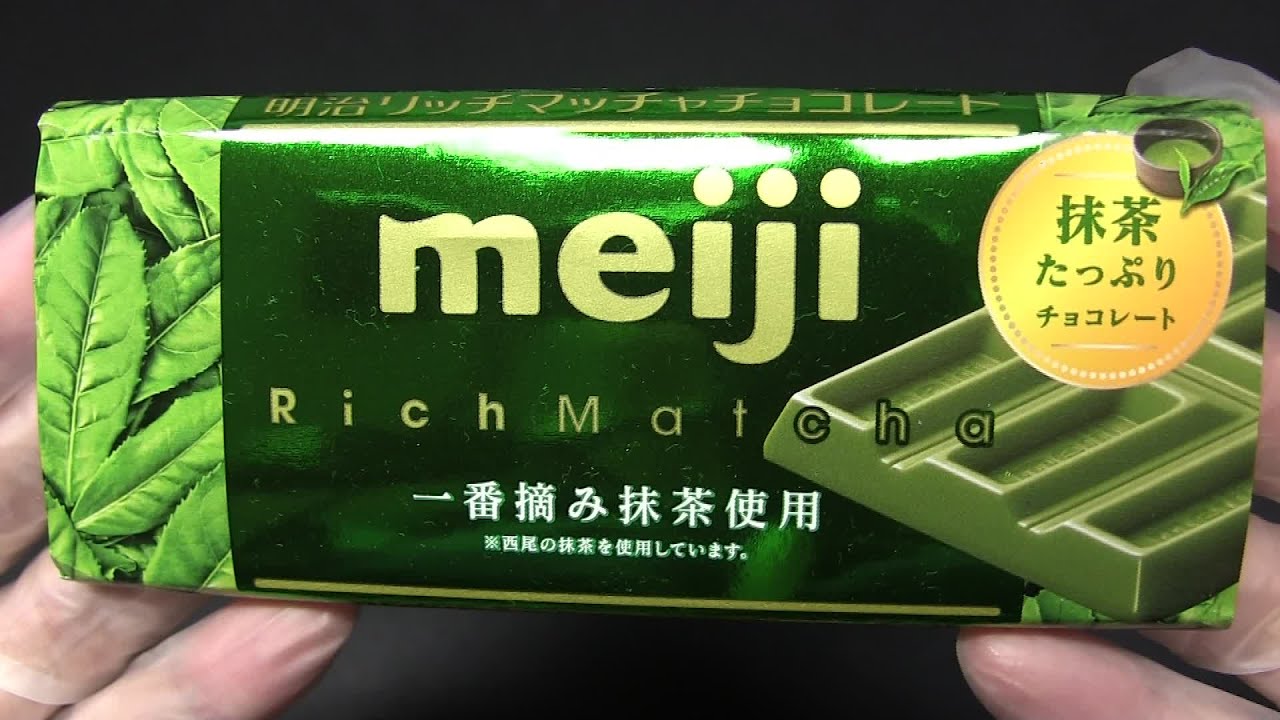 明治リッチマッチャチョコレート
meiji
RichMatcha
一番摘み抹茶使用
※西尾の抹茶を使用しています。
抹茶
たっぷり
チョコレート